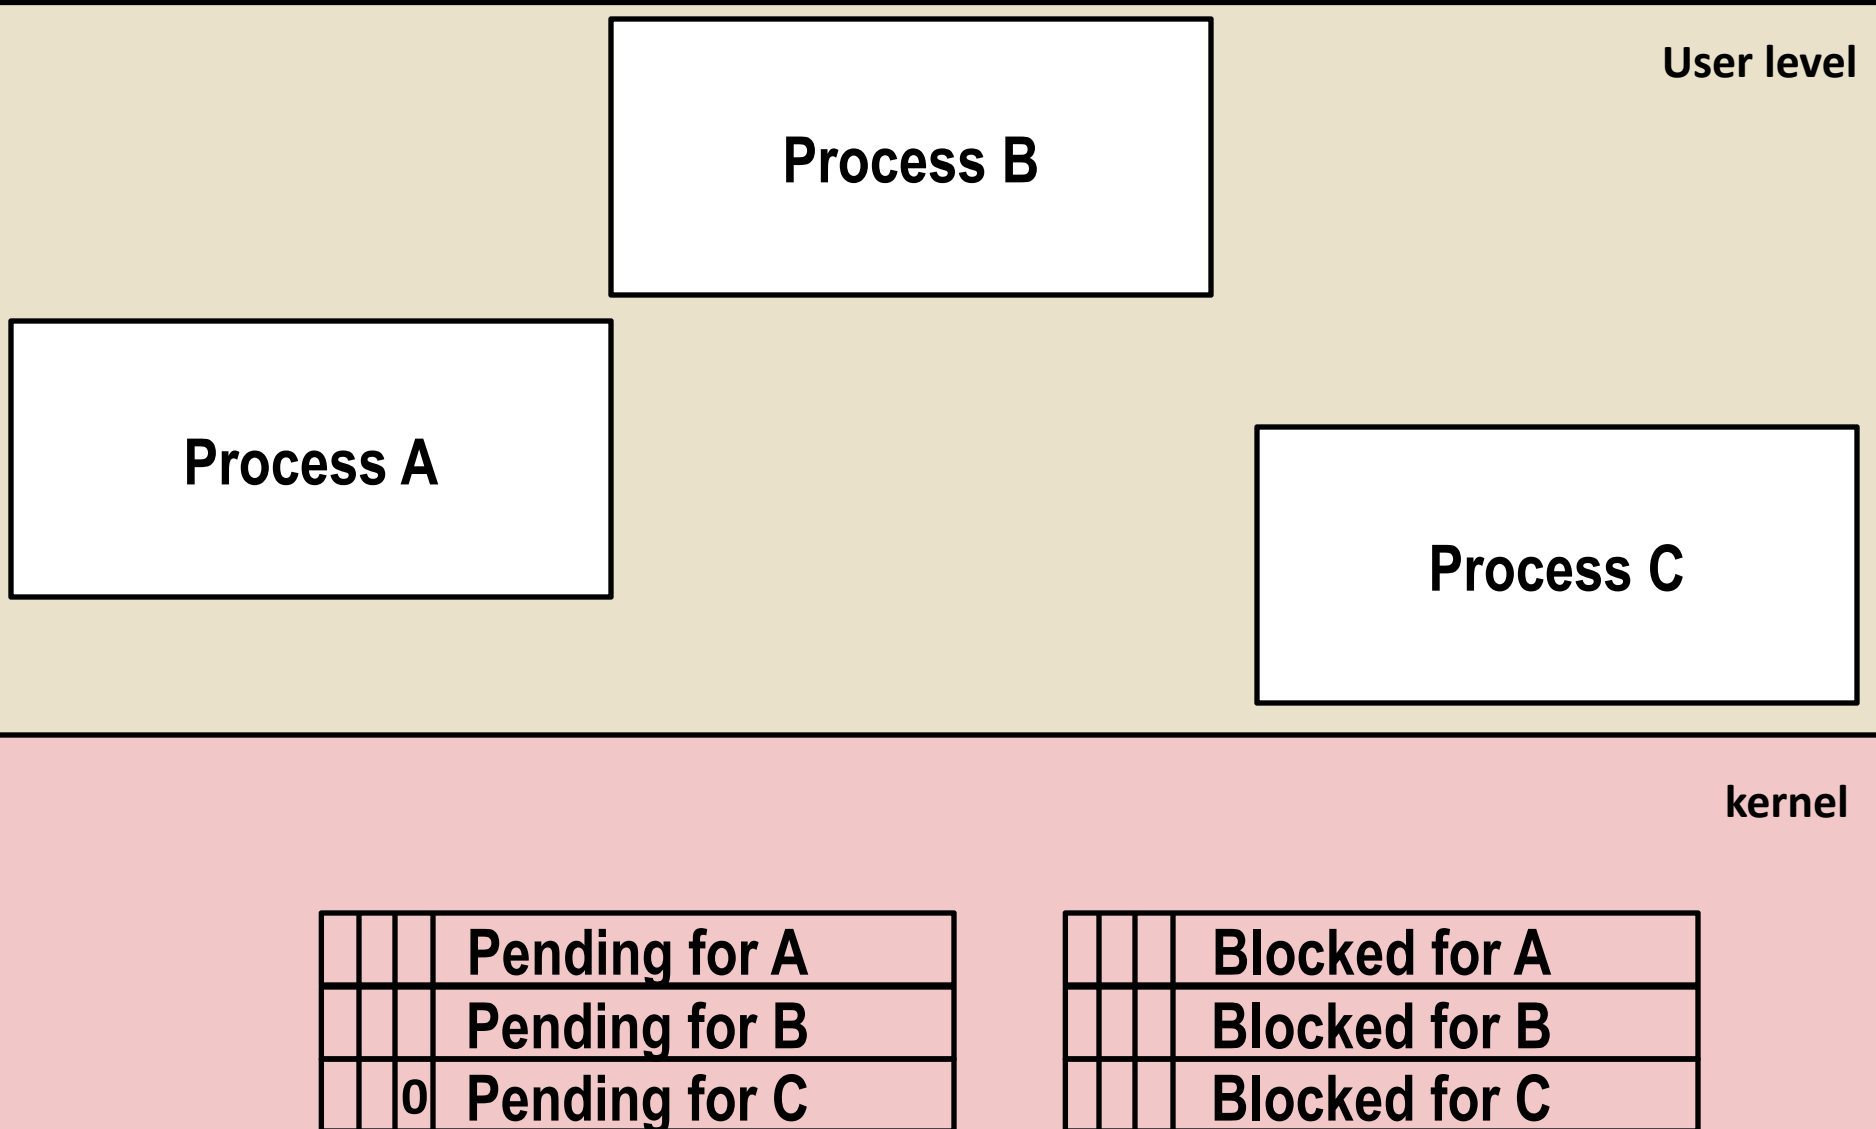 User level
Process B
Process A
Process C
kernel
Pending for A
Blocked for A
Pending for B
Blocked for B
0 Pending for C
Blocked for C